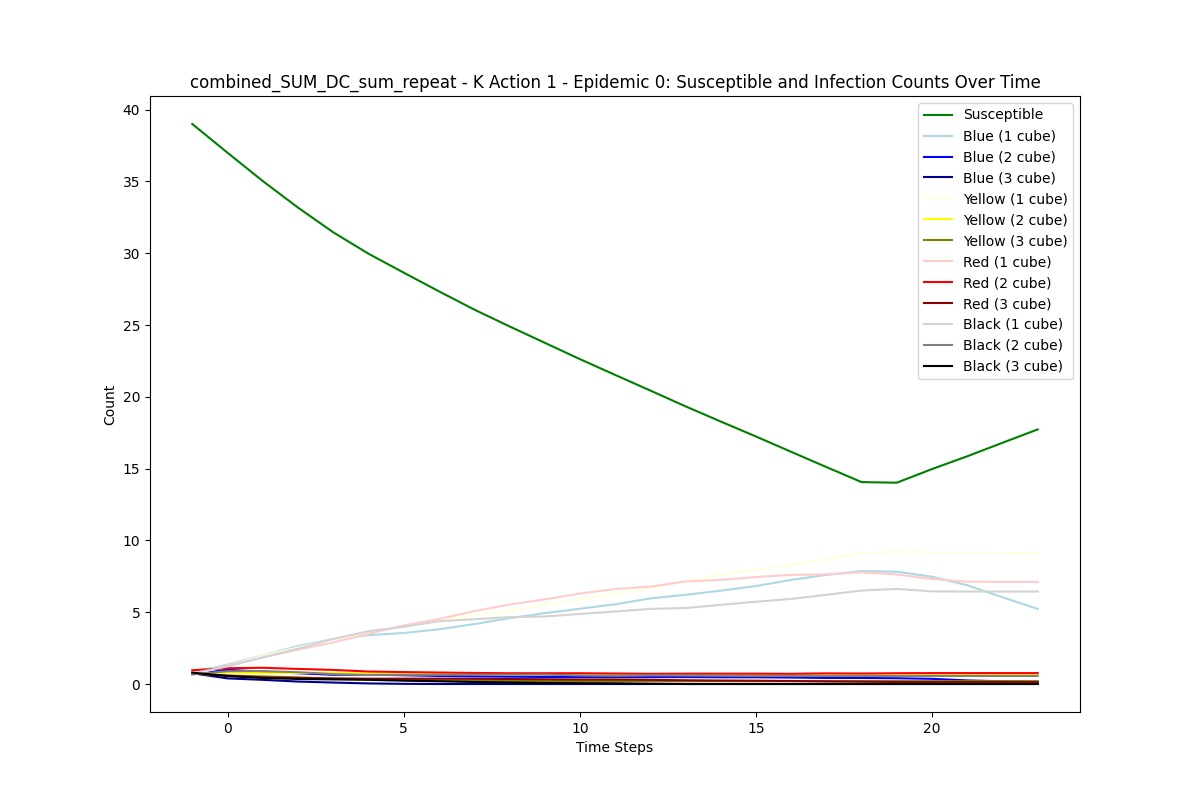 combined_SUM_DC_sum_repeat - K Action 1 - Epidemic 0: Susceptible and Infection Counts Over Time
40
35
30
25
20
15
10
5
0
Count
Susceptible
Blue (1 cube)
Blue (2 cube)
Blue (3 cube)
Yellow (1 cube)
Yellow (2 cube)
Yellow (3 cube)
Red (1 cube)
Red (2 cube)
Red (3 cube)
Black (1 cube)
Black (2 cube)
Black (3 cube)
0 5 10 15 20
Time Steps